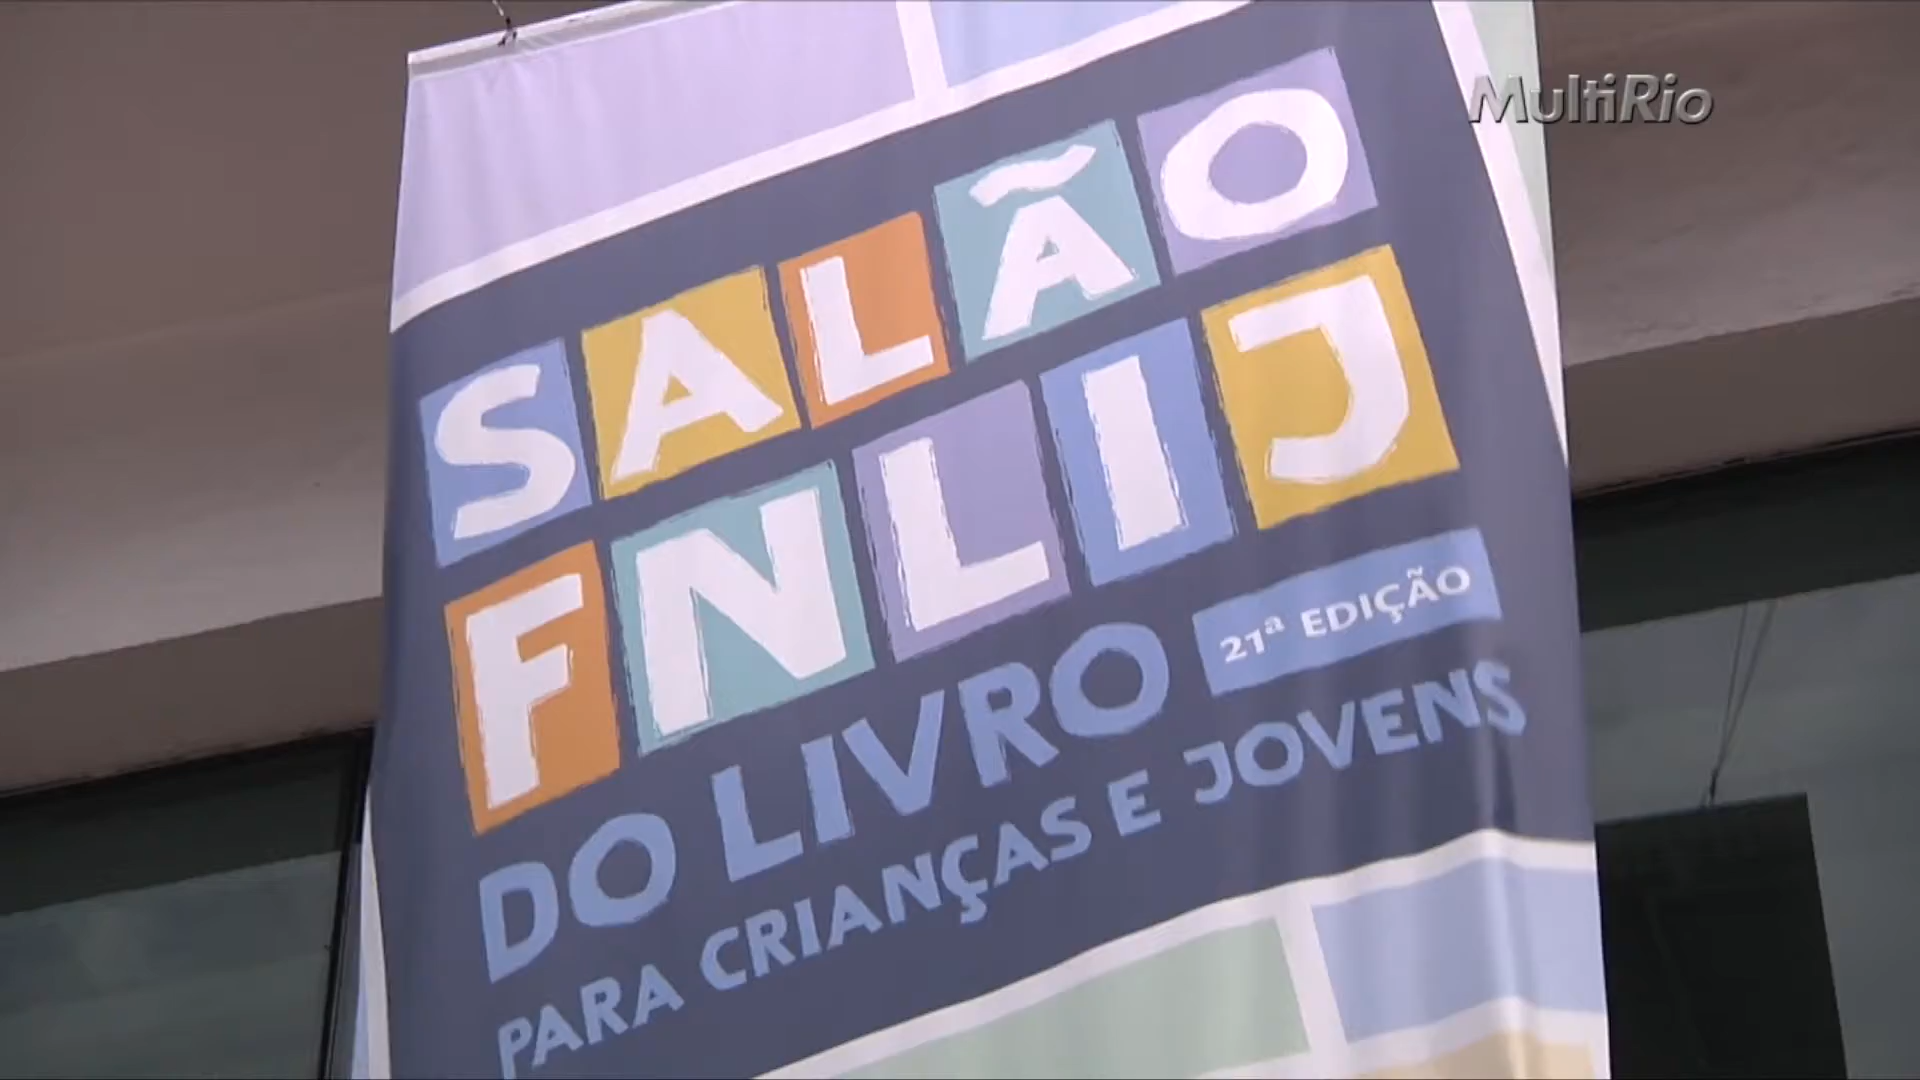 MultiRio
SALÃO
FNLIJ
DO LIVRO
21ª EDIÇÃO
PARA CRIANÇAS E JOVENS